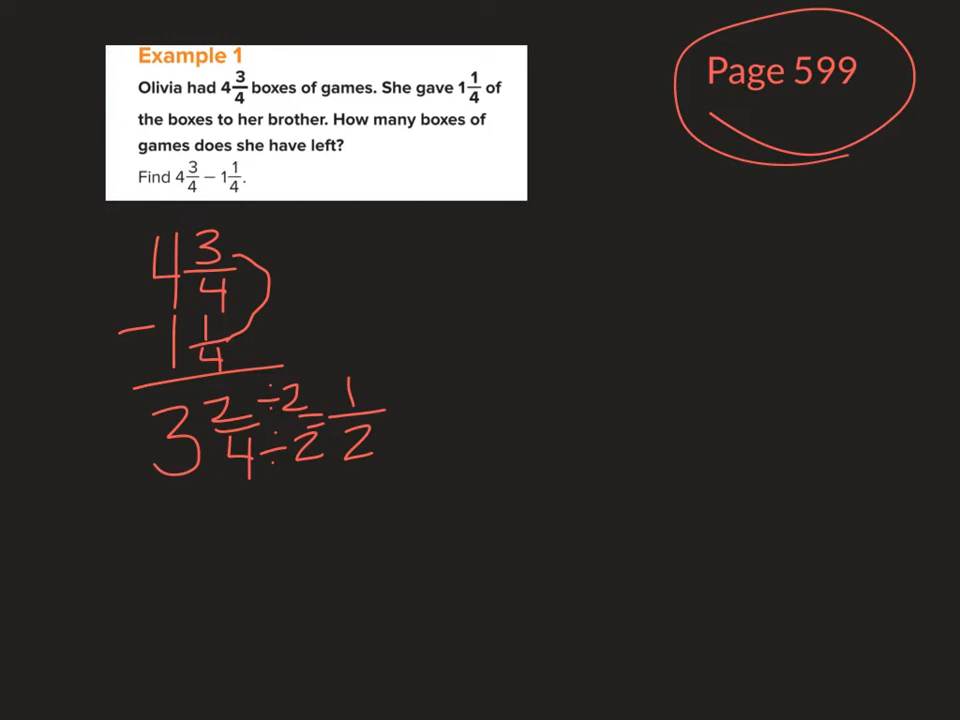 Page 599
Example 1
Olivia had 4 3/4 boxes of games. She gave 1 1/4 of
the boxes to her brother. How many boxes of
games does she have left?
Find 4 3/4 − 1 1/4.
4 3/4
− 1 1/4
3 2/4 ÷2/÷2 = 1/2